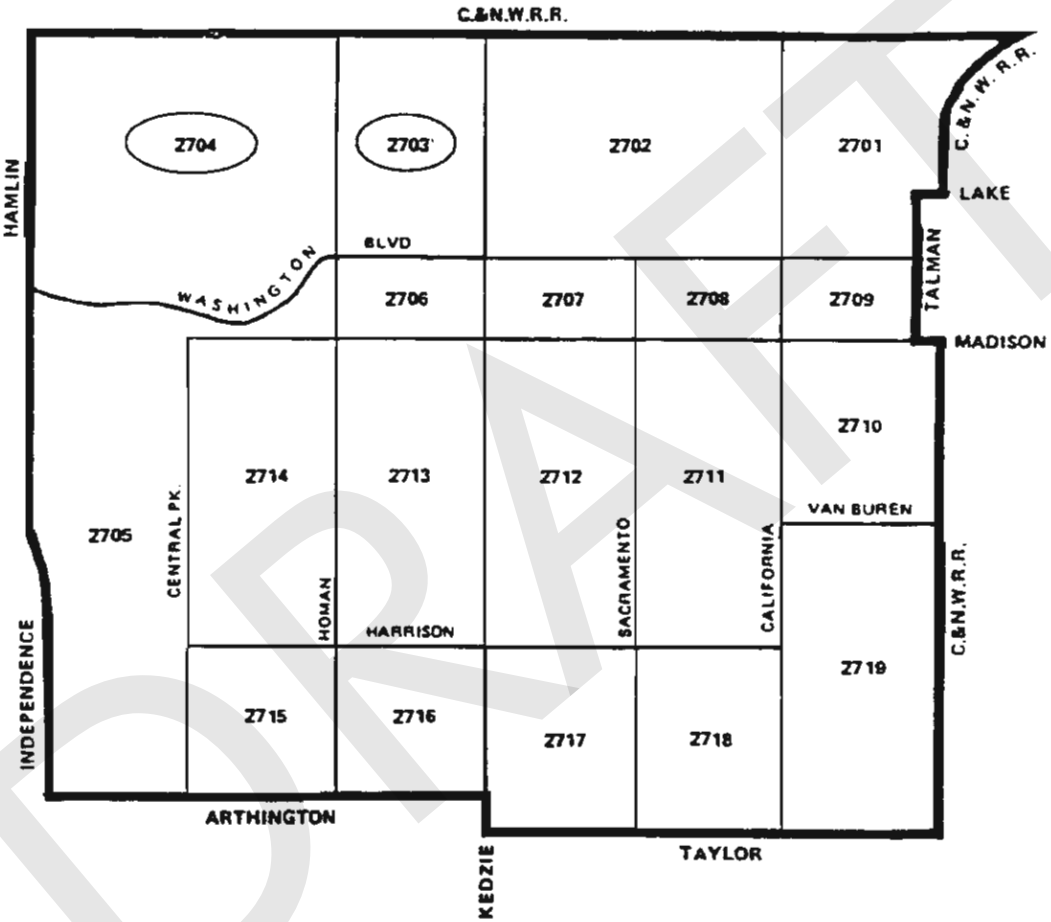 C.&N.W.R.R.
C.&N.W.R.R.
2704
2703
2702
2701
HAMLIN
LAKE
BLVD
TALMAN
WASHINGTON
2706
2707
2708
2709
MADISON
2710
2714
2713
2712
2711
VAN BUREN
CENTRAL PK.
2705
SACRAMENTO
CALIFORNIA
HOMAN
HARRISON
C.&N.W.R.R.
INDEPENDENCE
2719
2715
2716
2717
2718
ARTHINGTON
KEDZIE
TAYLOR
DRAFT